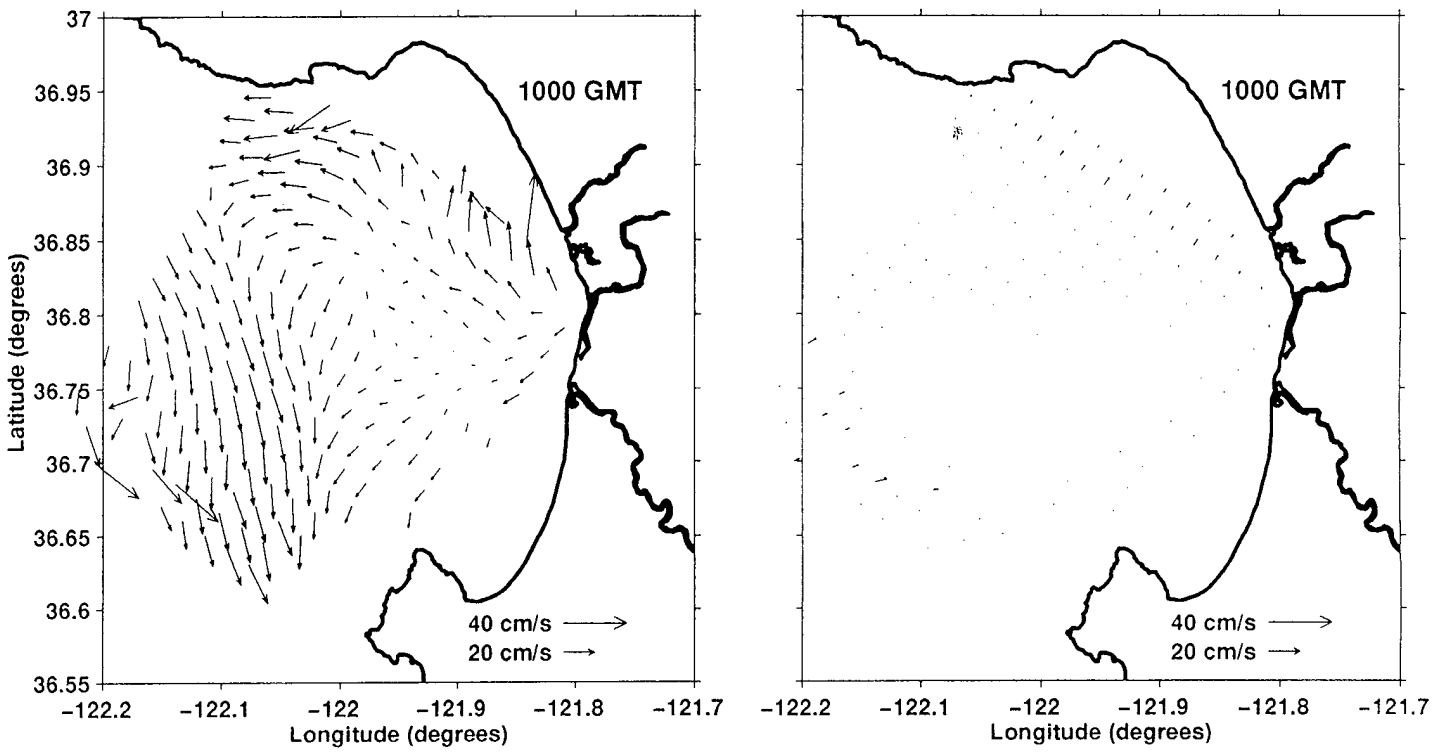 37
36.95
36.9
36.85
36.8
36.75
36.7
36.65
36.6
36.55
Latitude (degrees)
1000 GMT
40 cm/s
20 cm/s
−122.2 −122.1 −122 −121.9 −121.8 −121.7
Longitude (degrees)
1000 GMT
40 cm/s
20 cm/s
−122.2 −122.1 −122 −121.9 −121.8 −121.7
Longitude (degrees)